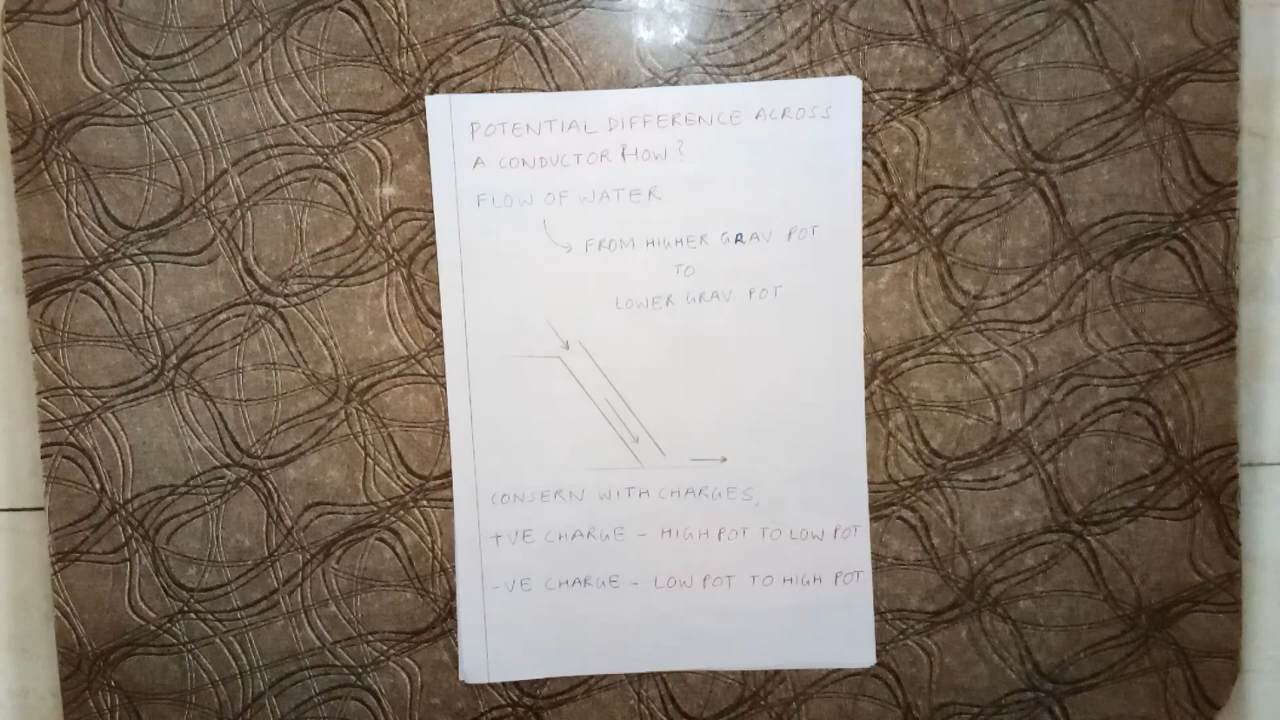 POTENTIAL DIFFERENCE ACROSS
A CONDUCTOR HOW?
FLOW OF WATER
FROM HIGHER GRAV POT
TO
LOWER GRAV POT
CONSERN WITH CHARGES,
+VE CHARGE - HIGH POT TO LOW POT
-VE CHARGE - LOW POT TO HIGH POT